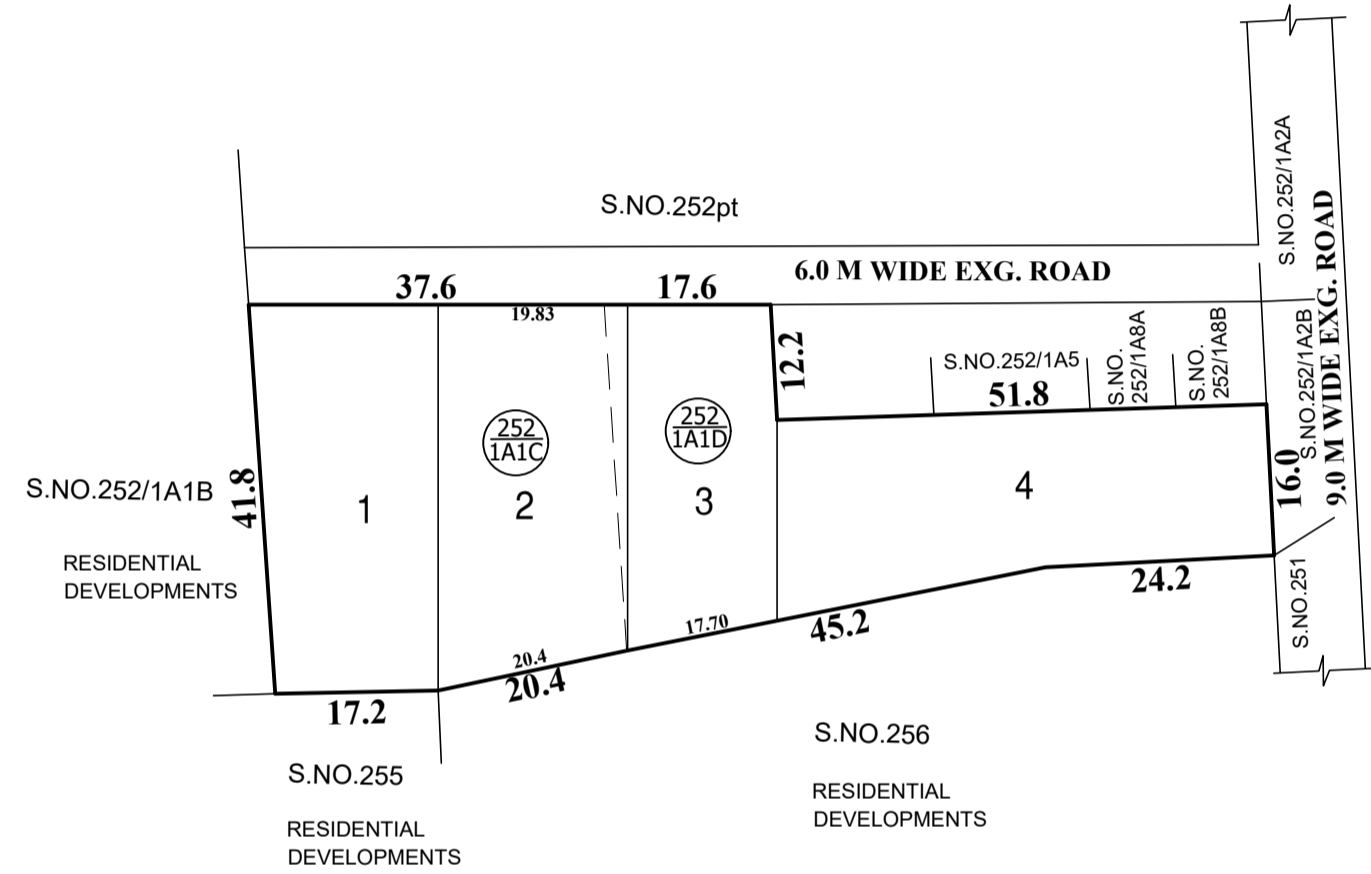 S.NO.252/1A2A
S.NO.252pt
9.0 M WIDE EXG. ROAD
6.0 M WIDE EXG. ROAD
37.6
17.6
19.83
12.2
S.NO.252/1A5
S.NO.
252/1A8A
S.NO.
252/1A8B
S.NO.252/1A2B
51.8
252
1A1C
252
1A1D
S.NO.252/1A1B
41.8
1
2
3
4
16.0
RESIDENTIAL
DEVELOPMENTS
24.2
S.NO.251
17.70
45.2
20.4
20.4
17.2
S.NO.256
S.NO.255
RESIDENTIAL
DEVELOPMENTS
RESIDENTIAL
DEVELOPMENTS